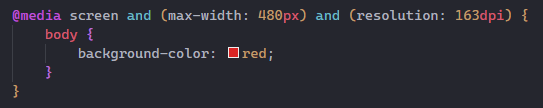 @media screen and (max-width: 480px) and (resolution: 163dpi) {
    body {
        background-color: red;
    }
}